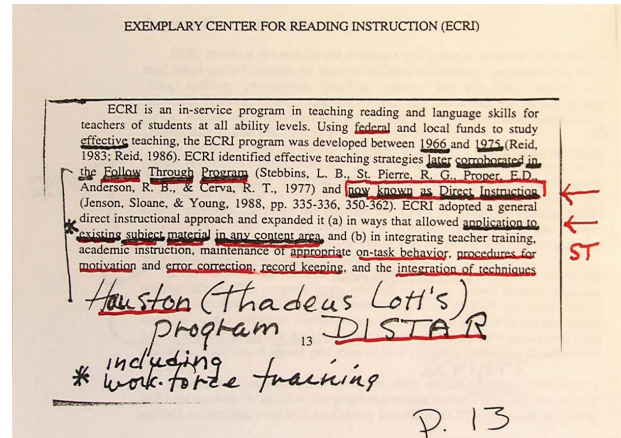 EXEMPLARY CENTER FOR READING INSTRUCTION (ECRI)
ECRI is an in-service program in teaching reading and language skills for
teachers of students at all ability levels. Using federal and local funds to study
effective teaching, the ECRI program was developed between 1966 and 1975 (Reid,
1983; Reid, 1986). ECRI identified effective teaching strategies later corroborated in
the Follow Through Program (Stebbins, L. B., St. Pierre, R. G., Proper, E.D.,
Anderson, R. B., & Cerva, R. T., 1977) and now known as Direct Instruction
(Jenson, Sloane, & Young, 1988, pp. 335-336, 350-362). ECRI adopted a general
direct instructional approach and expanded it (a) in ways that allowed application to
* existing subject material in any content area, and (b) in integrating teacher training,
ST
academic instruction, maintenance of appropriate on-task behavior, procedures for
motivation and error correction, record keeping, and the integration of techniques
Houston (Thadeus Lott's)
program DISTAR
13
* including
work-force training
p. 13